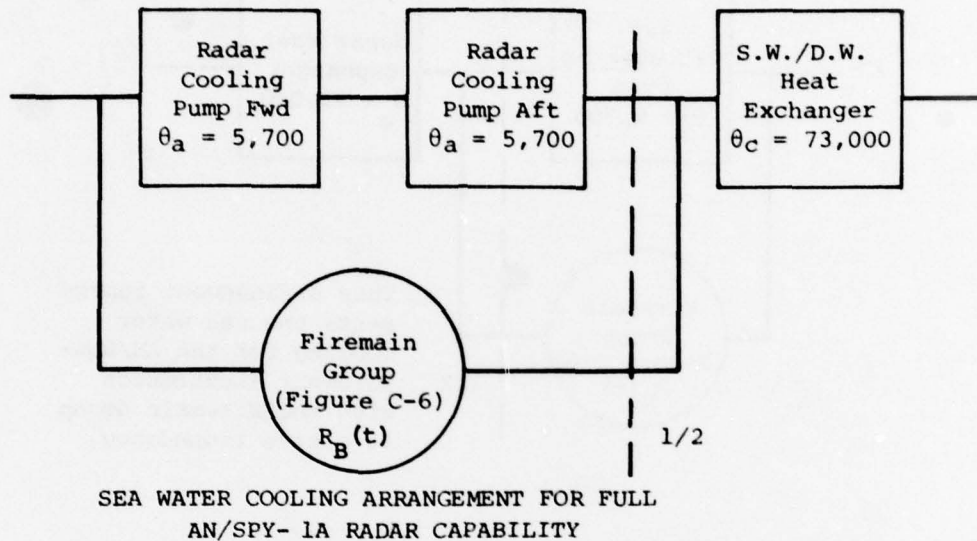 Radar
Cooling
Pump Fwd
θa = 5,700
Radar
Cooling
Pump Aft
θa = 5,700
S.W./D.W.
Heat
Exchanger
θc = 73,000
Firemain
Group
(Figure C-6)
RB(t)
1/2
SEA WATER COOLING ARRANGEMENT FOR FULL
AN/SPY- 1A RADAR CAPABILITY